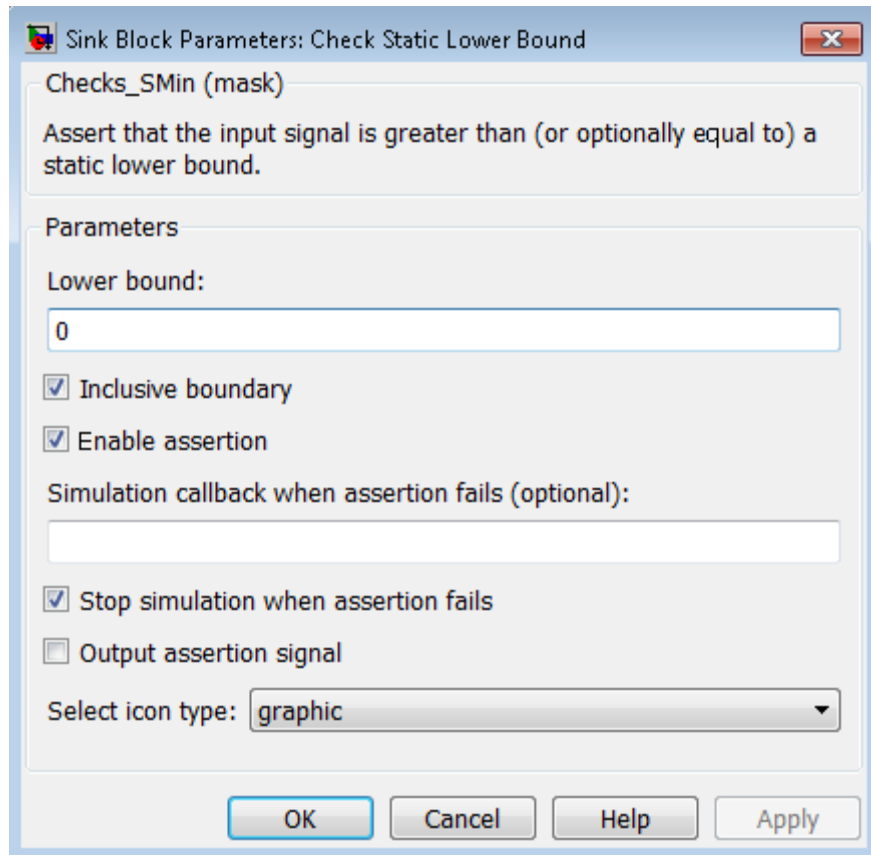 Sink Block Parameters: Check Static Lower Bound
Checks_SMin (mask)
Assert that the input signal is greater than (or optionally equal to) a
static lower bound.
Parameters
Lower bound:
0
Inclusive boundary
Enable assertion
Simulation callback when assertion fails (optional):
Stop simulation when assertion fails
Output assertion signal
Select icon type: graphic
OK Cancel Help Apply